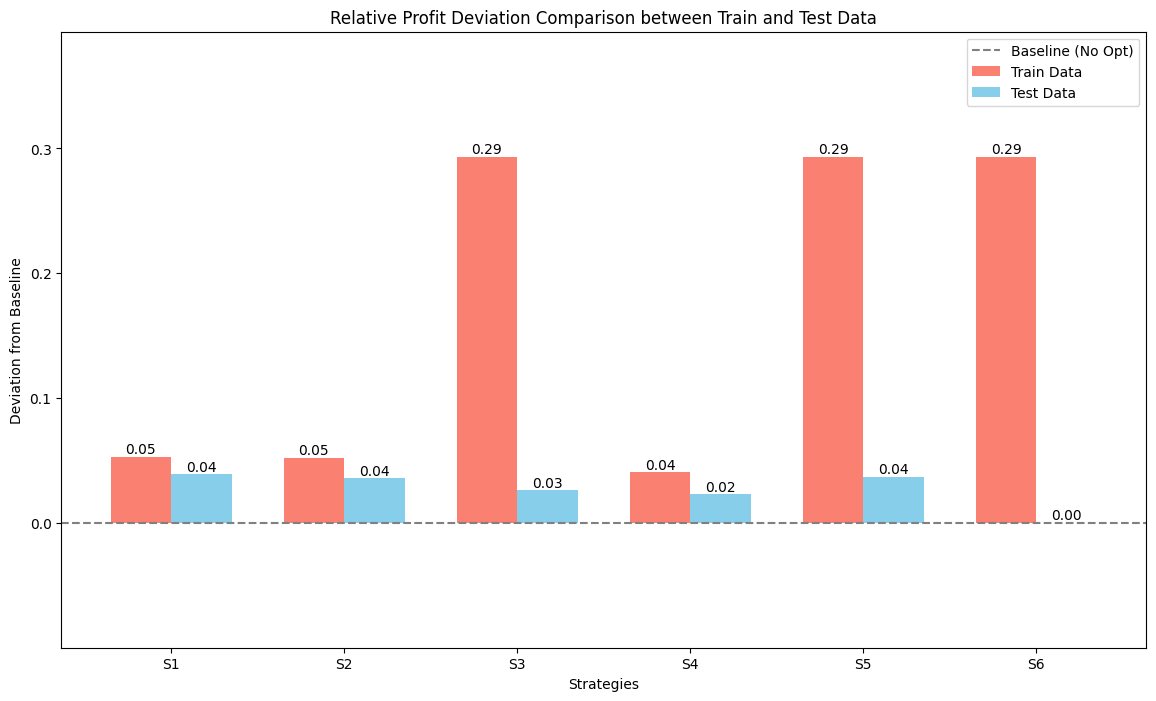 Relative Profit Deviation Comparison between Train and Test Data
Baseline (No Opt)
Train Data
Test Data
Deviation from Baseline
0.3
0.2
0.1
0.0
0.05
0.04
0.05
0.04
0.29
0.03
0.04
0.02
0.29
0.04
0.29
0.00
S1
S2
S3
S4
S5
S6
Strategies